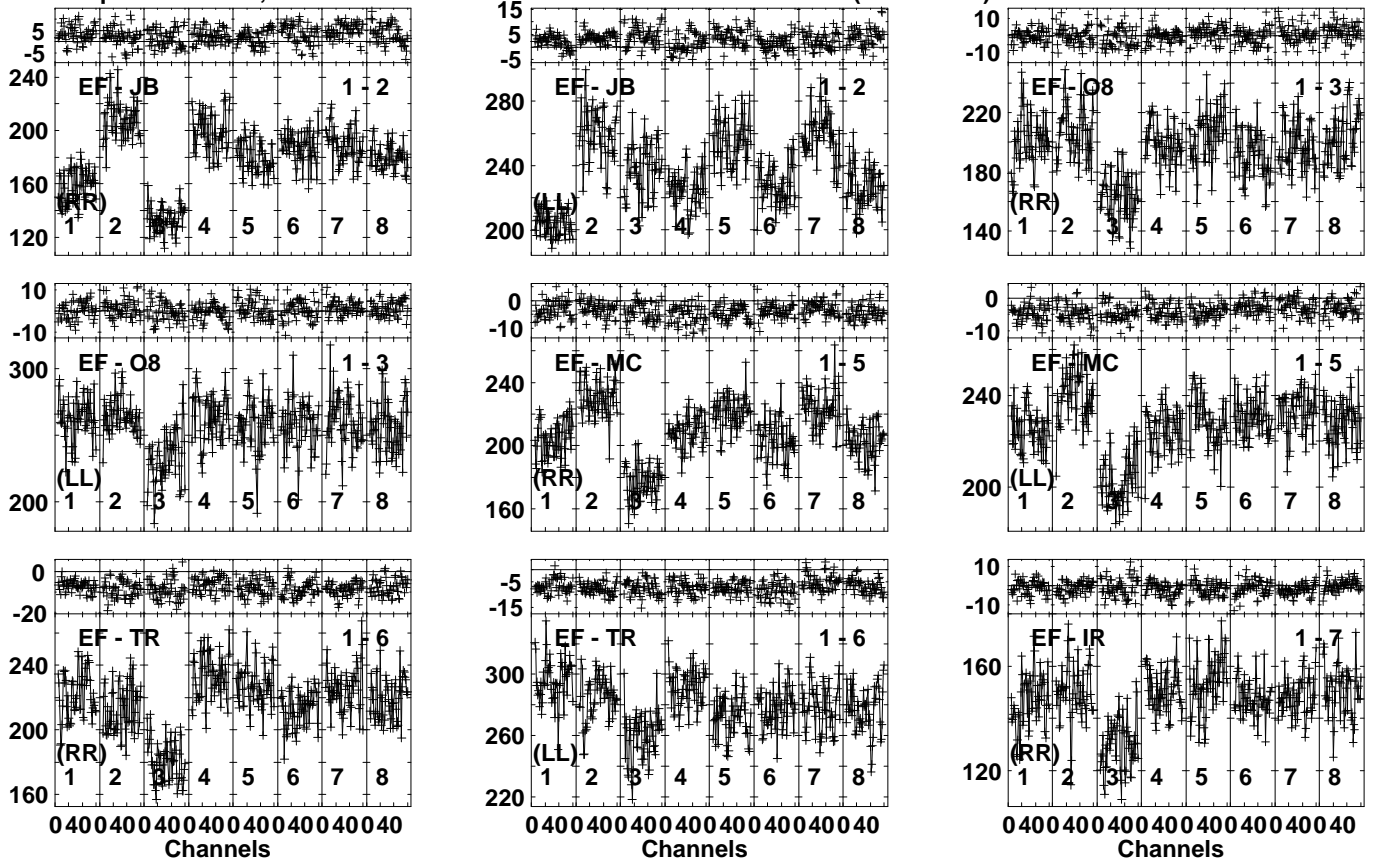 5 -5 15 5 -5 10 -10
240 200 160 120
EF - JB 1 - 2
(RR)
1 2 3 4 5 6 7 8
280 240 200
EF - JB 1 - 2
(LL)
1 2 3 4 5 6 7 8
220 180 140
EF - O8 1 - 3
(RR)
1 2 3 4 5 6 7 8
10 -10 0 -10 0 -10
300 200
EF - O8 1 - 3
(LL)
1 2 3 4 5 6 7 8
240 200 160
EF - MC 1 - 5
(RR)
1 2 3 4 5 6 7 8
240 200
EF - MC 1 - 5
(LL)
1 2 3 4 5 6 7 8
0 -20 -5 -15 10 -10
240 200 160
EF - TR 1 - 6
(RR)
1 2 3 4 5 6 7 8
300 260 220
EF - TR 1 - 6
(LL)
1 2 3 4 5 6 7 8
160 120
EF - IR 1 - 7
(RR)
1 2 3 4 5 6 7 8
0 40 0 40 0 40 0 40 0 40 0 40 0 40 0 40
0 40 0 40 0 40 0 40 0 40 0 40 0 40 0 40
0 40 0 40 0 40 0 40 0 40 0 40 0 40 0 40
Channels Channels Channels